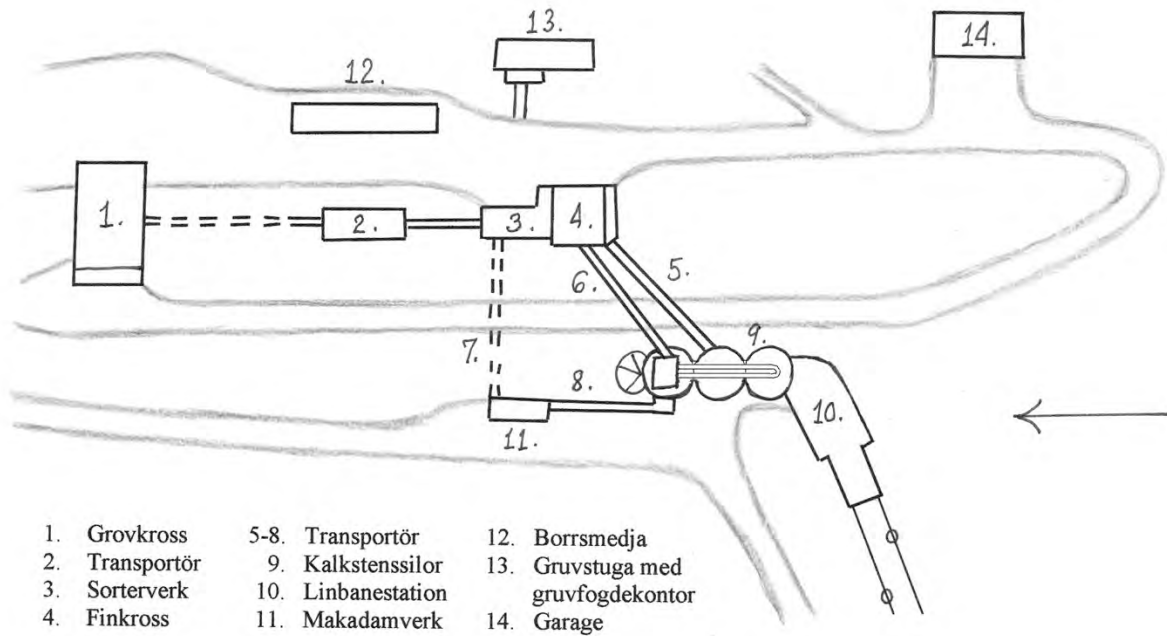 13.
14.
12.
1.
2.
3.
4.
5.
6.
7.
8.
9.
10.
11.
1. Grovkross
2. Transportör
3. Sorterverk
4. Finkross
5-8. Transportör
9. Kalkstenssilor
10. Linbanestation
11. Makadamverk
12. Borrsmedja
13. Gruvstuga med
gruvfogdekontor
14. Garage